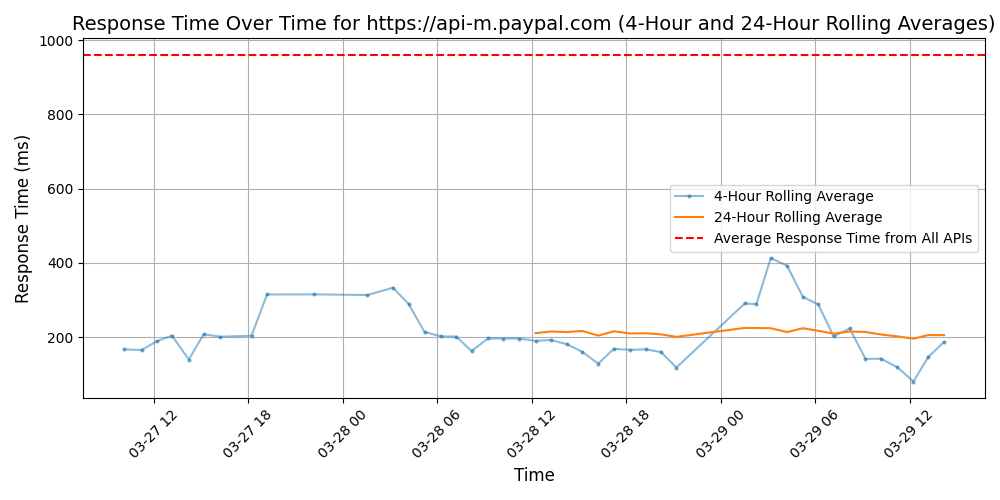 Response Time Over Time for https://api-m.paypal.com (4-Hour and 24-Hour Rolling Averages)
Response Time (ms)
1000
800
600
400
200
4-Hour Rolling Average
24-Hour Rolling Average
Average Response Time from All APIs
03-27 12
03-27 18
03-28 00
03-28 06
03-28 12
03-28 18
03-29 00
03-29 06
03-29 12
Time